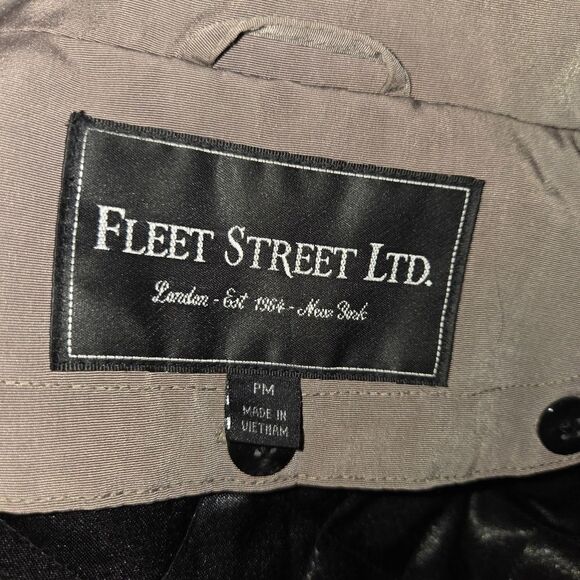 FLEET STREET LTD.
London - Est 1964 - New York
PM
MADE IN
VIETNAM